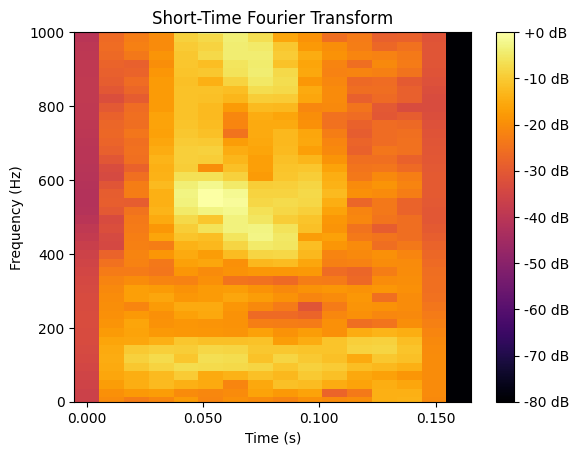 Short-Time Fourier Transform
1000
800
600
400
200
0
Frequency (Hz)
0.000
0.050
0.100
0.150
Time (s)
+0 dB
-10 dB
-20 dB
-30 dB
-40 dB
-50 dB
-60 dB
-70 dB
-80 dB